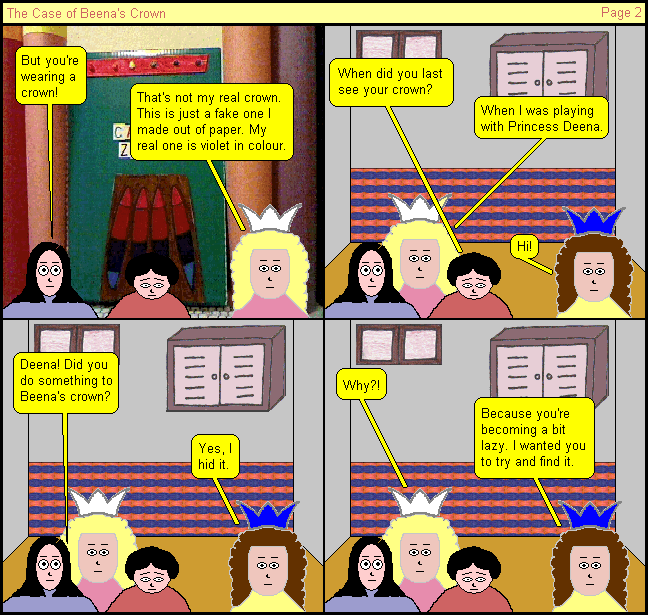 The Case of Beena's Crown
Page 2
But you're
wearing a
crown!
That's not my real crown.
This is just a fake one I
made out of paper. My
real one is violet in colour.
When did you last
see your crown?
When I was playing
with Princess Deena.
Hi!
Deena! Did you
do something to
Beena's crown?
Yes, I
hid it.
Why?!
Because you're
becoming a bit
lazy. I wanted you
to try and find it.